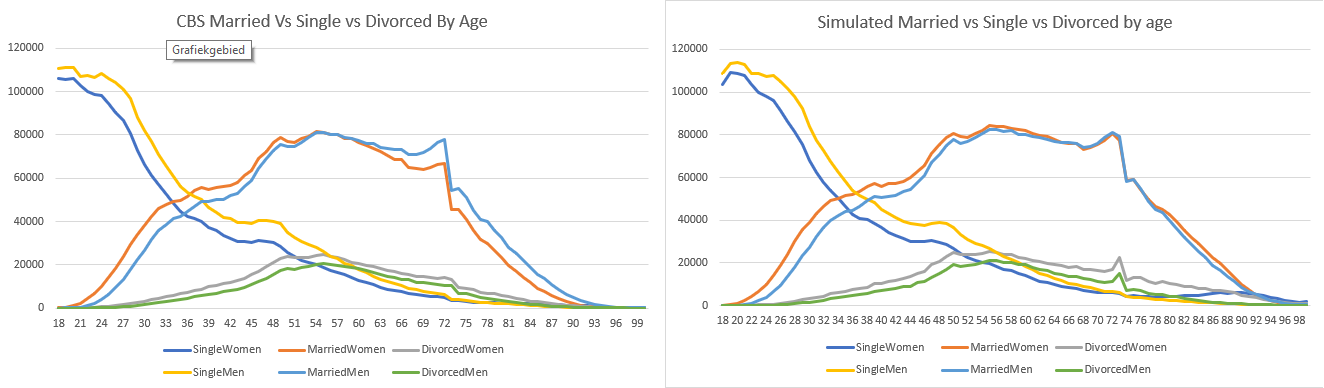 CBS Married Vs Single vs Divorced By Age
Grafiekgebied
120000
100000
80000
60000
40000
20000
0
18 21 24 27 30 33 36 39 42 45 48 51 54 57 60 63 66 69 72 75 78 81 84 87 90 93 96 99
SingleWomen MarriedWomen DivorcedWomen
SingleMen MarriedMen DivorcedMen
Simulated Married vs Single vs Divorced by age
120000
100000
80000
60000
40000
20000
0
18 20 22 24 26 28 30 32 34 36 38 40 42 44 46 48 50 52 54 56 58 60 62 64 66 68 70 72 74 76 78 80 82 84 86 88 90 92 94 96 98
SingleWomen MarriedWomen DivorcedWomen
SingleMen MarriedMen DivorcedMen